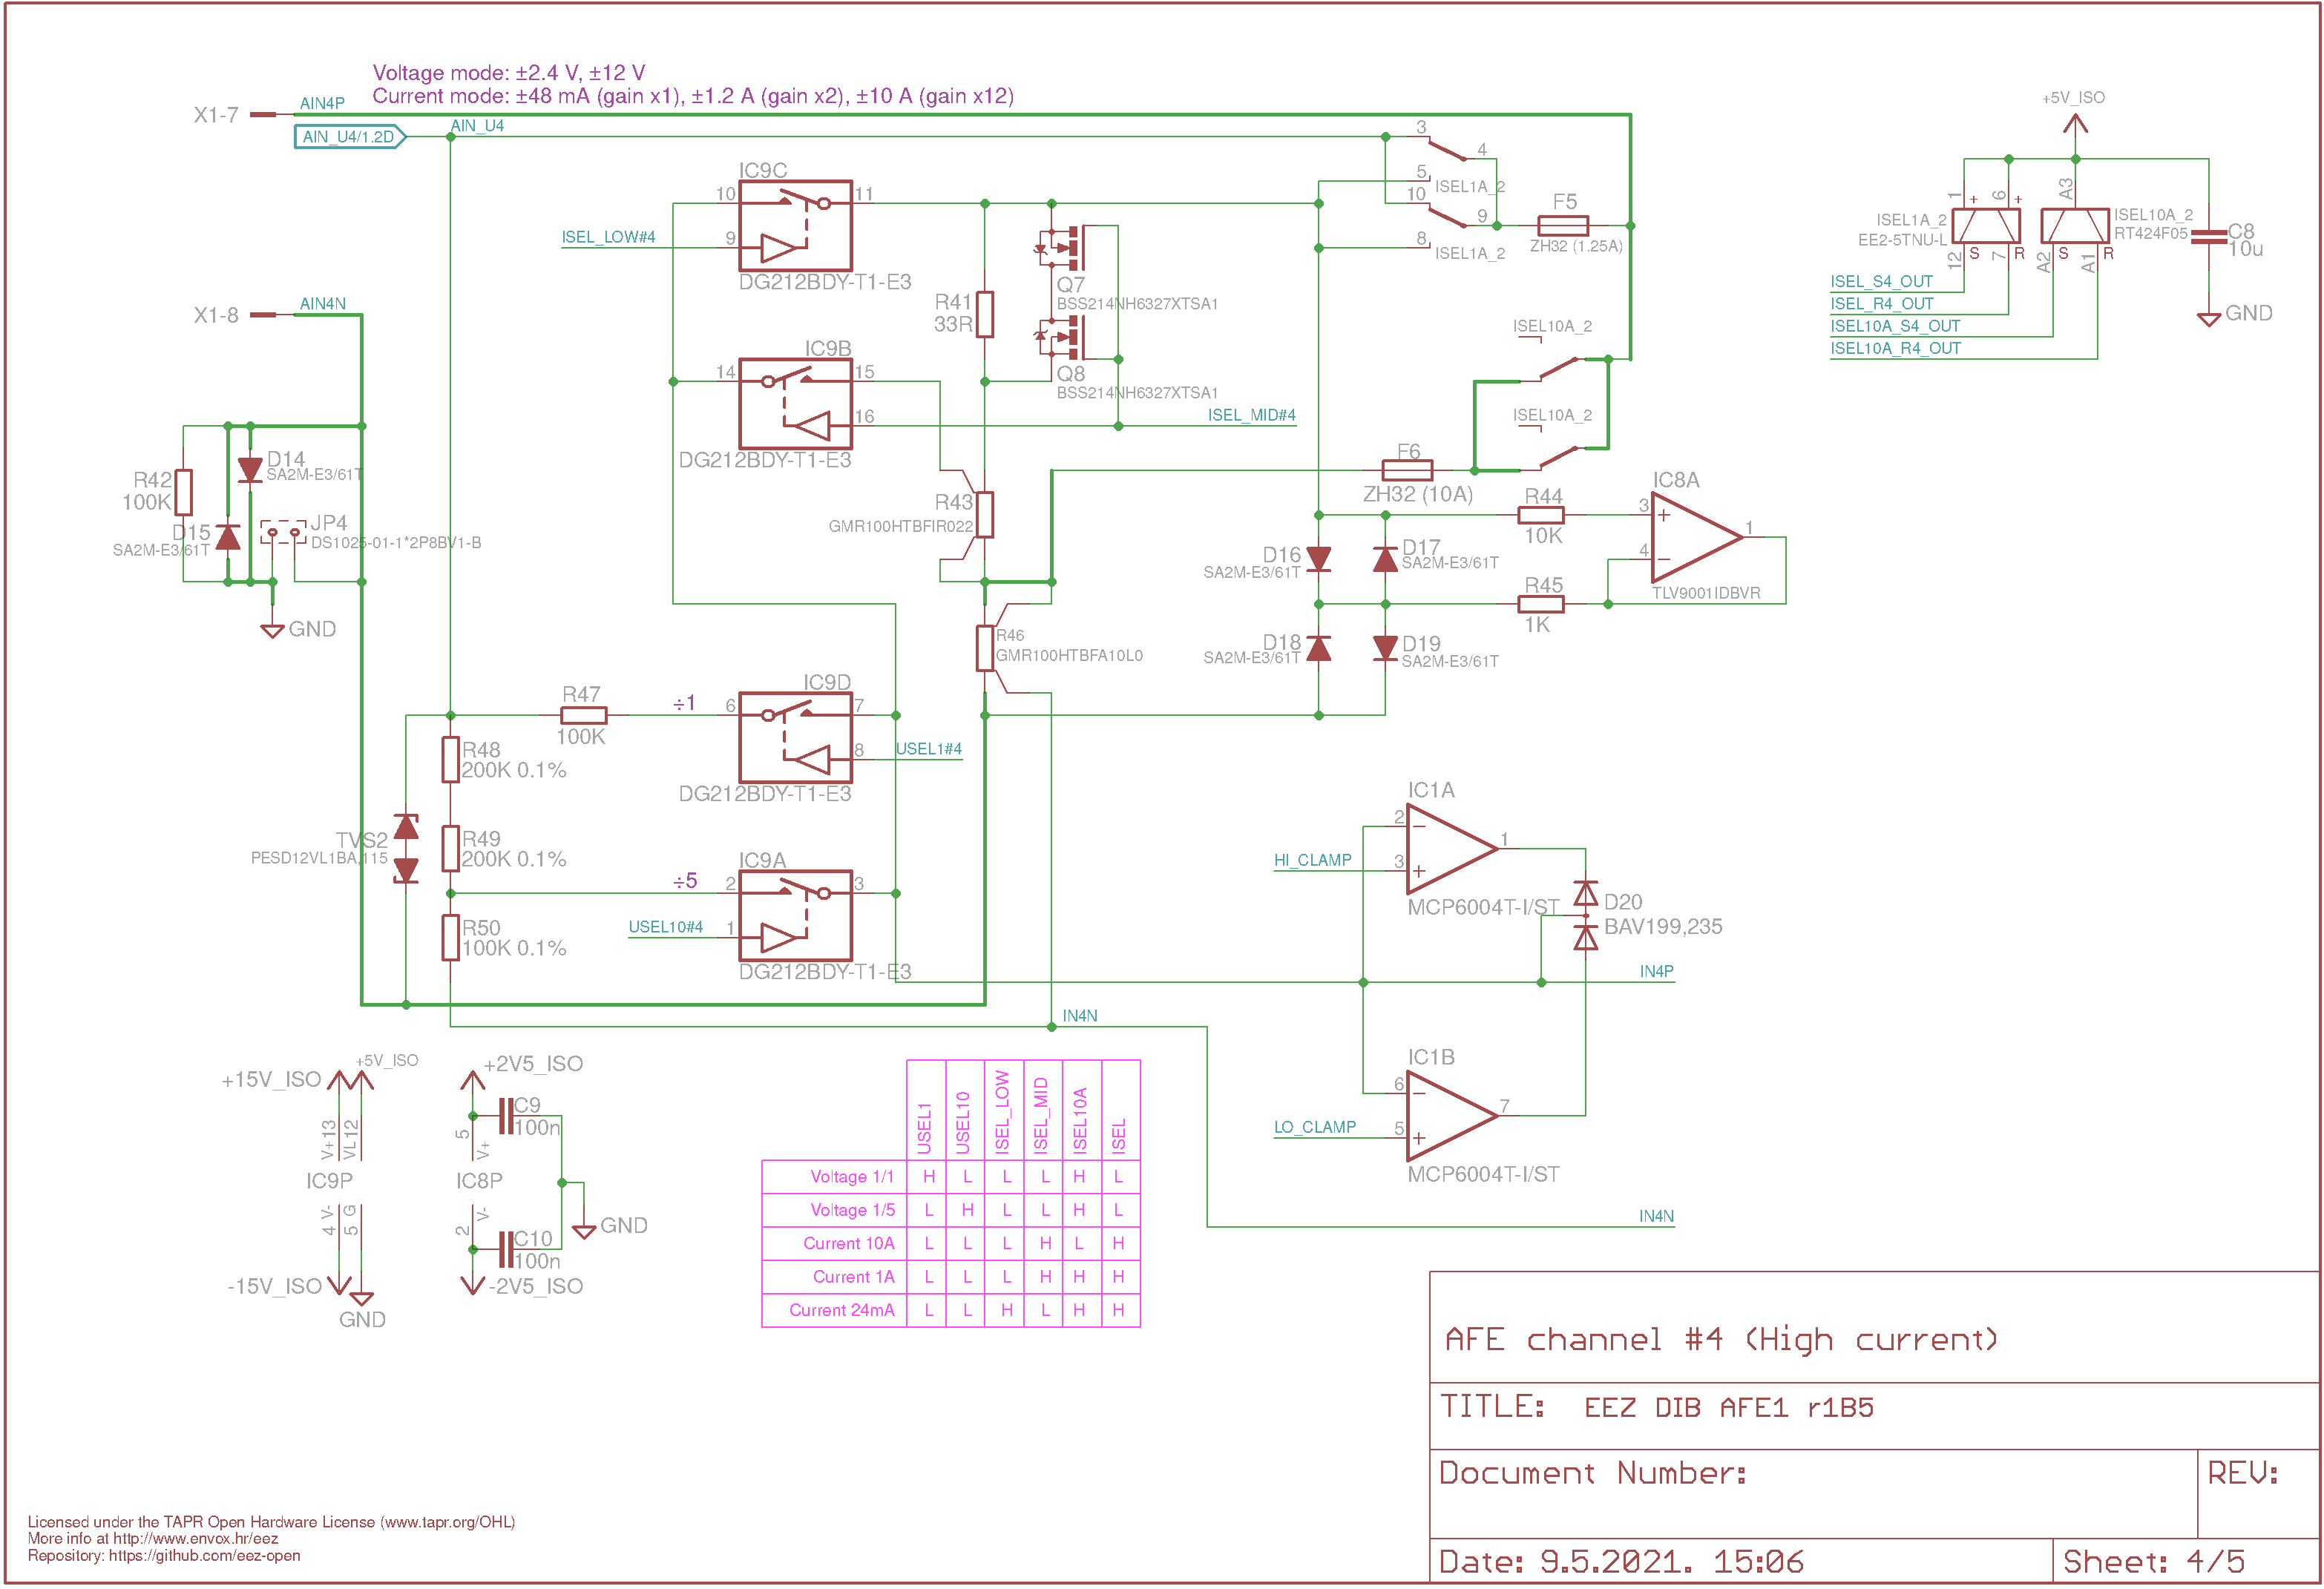 Voltage mode: ±2.4 V, ±12 V
Current mode: ±48 mA (gain x1), ±1.2 A (gain x2), ±10 A (gain x12)
X1-7
AIN4P
AIN_U4/1.2D
AIN_U4
X1-8
AIN4N
IC9C
10
11
9
ISEL_LOW#4
DG212BDY-T1-E3
IC9B
14
15
16
DG212BDY-T1-E3
ISEL_MID#4
R41
33R
Q7
BSS214NH6327XTSA1
Q8
BSS214NH6327XTSA1
3
4
5
ISEL1A_2
10
9
8
ISEL1A_2
F5
ZH32 (1.25A)
ISEL10A_2
ISEL10A_2
F6
ZH32 (10A)
+5V_ISO
1
+
6
+
A3
ISEL1A_2
EE2-5TNU-L
ISEL10A_2
RT424F05
12
S
7
R
A2
S
A1
R
C8
10u
GND
ISEL_S4_OUT
ISEL_R4_OUT
ISEL10A_S4_OUT
ISEL10A_R4_OUT
R42
100K
D14
SA2M-E3/61T
D15
SA2M-E3/61T
JP4
DS1025-01-1*2P8BV1-B
GND
R43
GMR100HTBFIR022
R46
GMR100HTBFA10L0
D16
SA2M-E3/61T
D17
SA2M-E3/61T
D18
SA2M-E3/61T
D19
SA2M-E3/61T
R44
10K
R45
1K
IC8A
3
+
4
−
1
TLV9001IDBVR
R47
100K
÷1
IC9D
6
7
8
USEL1#4
DG212BDY-T1-E3
R48
200K 0.1%
R49
200K 0.1%
R50
100K 0.1%
TVS2
PESD12VL1BA,115
÷5
IC9A
2
3
1
USEL10#4
DG212BDY-T1-E3
IC1A
2
−
3
+
1
HI_CLAMP
MCP6004T-I/ST
D20
BAV199,235
IN4P
IN4N
IC1B
6
−
5
+
7
LO_CLAMP
MCP6004T-I/ST
IN4N
+15V_ISO
+5V_ISO
V+ 13
VL 12
IC9P
4 V-
5 G
-15V_ISO
GND
+2V5_ISO
C9
100n
5
V+
IC8P
2
V-
C10
100n
-2V5_ISO
GND
USEL1 USEL10 ISEL_LOW ISEL_MID ISEL10A ISEL
Voltage 1/1 H L L L H L
Voltage 1/5 L H L L H L
Current 10A L L L H L H
Current 1A L L L H H H
Current 24mA L L H L H H
AFE channel #4 (High current)
TITLE: EEZ DIB AFE1 r1B5
Document Number:
REV:
Date: 9.5.2021. 15:06
Sheet: 4/5
Licensed under the TAPR Open Hardware License (www.tapr.org/OHL)
More info at http://www.envox.hr/eez
Repository: https://github.com/eez-open